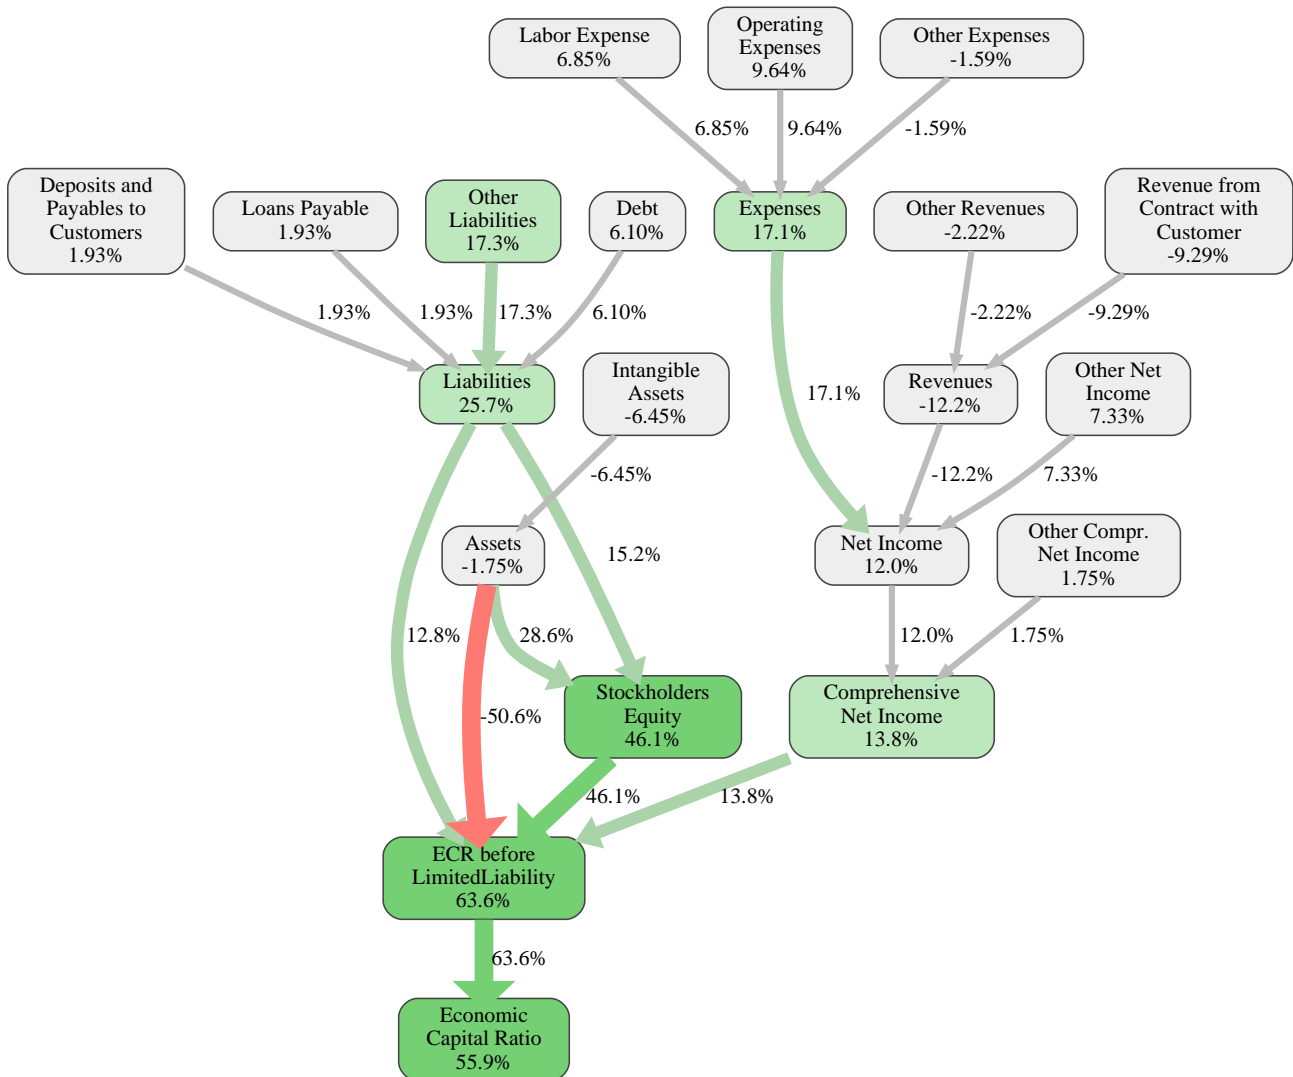 Labor Expense
6.85%
Operating
Expenses
9.64%
Other Expenses
-1.59%
6.85%
9.64%
-1.59%
Deposits and
Payables to
Customers
1.93%
Loans Payable
1.93%
Other
Liabilities
17.3%
Debt
6.10%
Expenses
17.1%
Other Revenues
-2.22%
Revenue from
Contract with
Customer
-9.29%
1.93%
1.93%
17.3%
6.10%
-2.22%
-9.29%
Liabilities
25.7%
Intangible
Assets
-6.45%
17.1%
Revenues
-12.2%
Other Net
Income
7.33%
-6.45%
-12.2%
7.33%
Assets
-1.75%
15.2%
Net Income
12.0%
Other Compr.
Net Income
1.75%
12.8%
28.6%
12.0%
1.75%
-50.6%
Stockholders
Equity
46.1%
Comprehensive
Net Income
13.8%
46.1%
13.8%
ECR before
LimitedLiability
63.6%
63.6%
Economic
Capital Ratio
55.9%